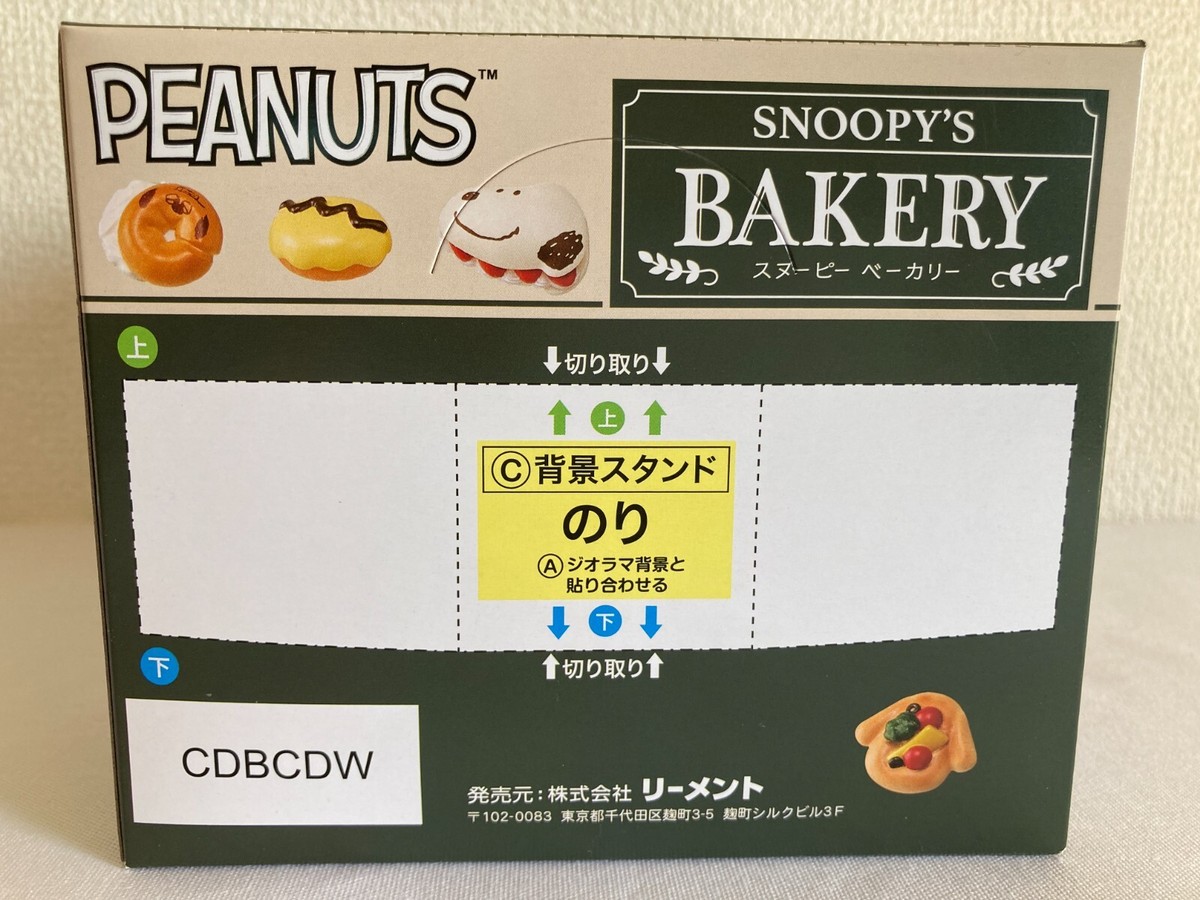 PEANUTS™
SNOOPY'S
BAKERY
スヌーピー ベーカリー
上
↓切り取り↓
↑ 上 ↑
Ⓒ背景スタンド
のり
Ⓐジオラマ背景と
貼り合わせる
↓ 下 ↓
↑切り取り↑
下
CDBCDW
発売元:株式会社 リーメント
〒102-0083 東京都千代田区麹町3-5 麹町シルクビル3F